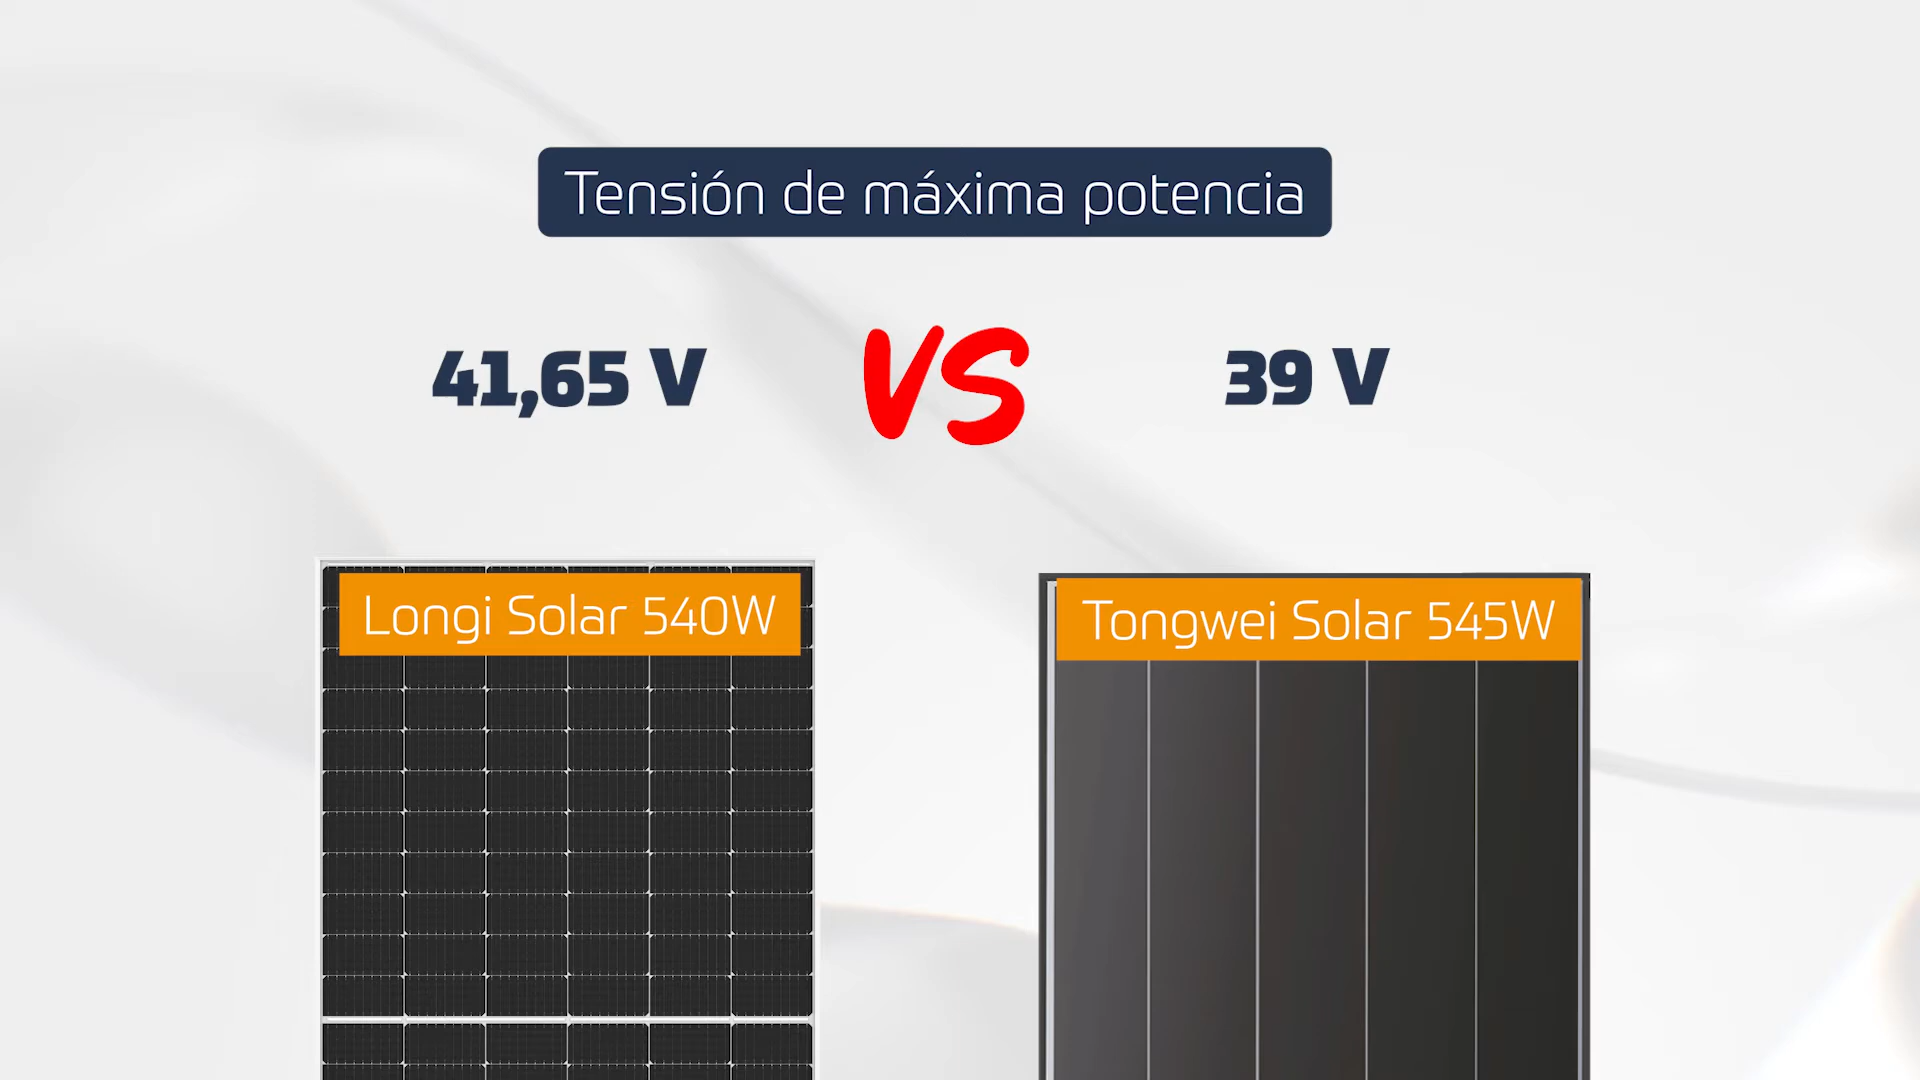 Tensión de máxima potencia
41,65 V VS 39 V
Longi Solar 540W
Tongwei Solar 545W